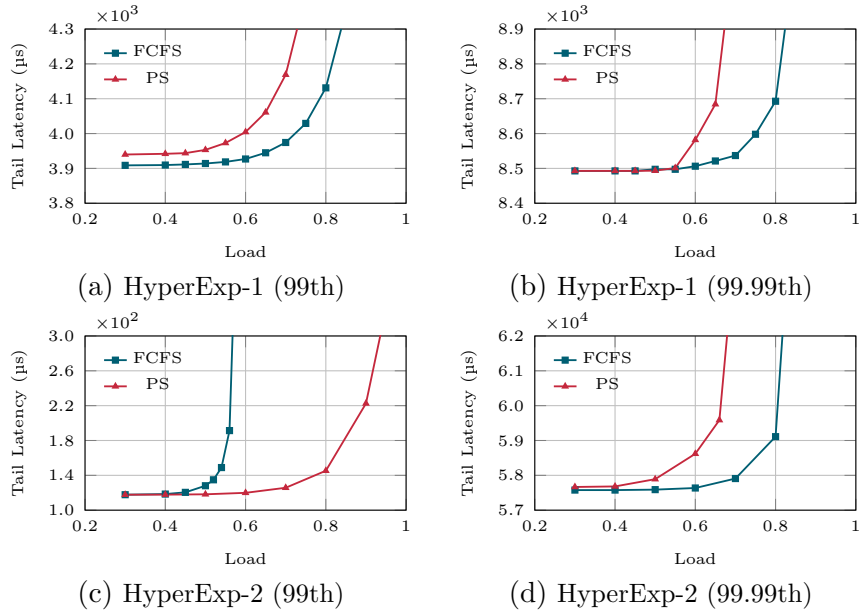 ×10³
4.3
4.2
4.1
4.0
3.9
3.8
Tail Latency (µs)
FCFS
PS
0.2 0.4 0.6 0.8 1
Load
(a) HyperExp-1 (99th)
×10³
8.9
8.8
8.7
8.6
8.5
8.4
Tail Latency (µs)
FCFS
PS
0.2 0.4 0.6 0.8 1
Load
(b) HyperExp-1 (99.99th)
×10²
3.0
2.6
2.2
1.8
1.4
1.0
Tail Latency (µs)
FCFS
PS
0.2 0.4 0.6 0.8 1
Load
(c) HyperExp-2 (99th)
×10⁴
6.2
6.1
6.0
5.9
5.8
5.7
Tail Latency (µs)
FCFS
PS
0.2 0.4 0.6 0.8 1
Load
(d) HyperExp-2 (99.99th)